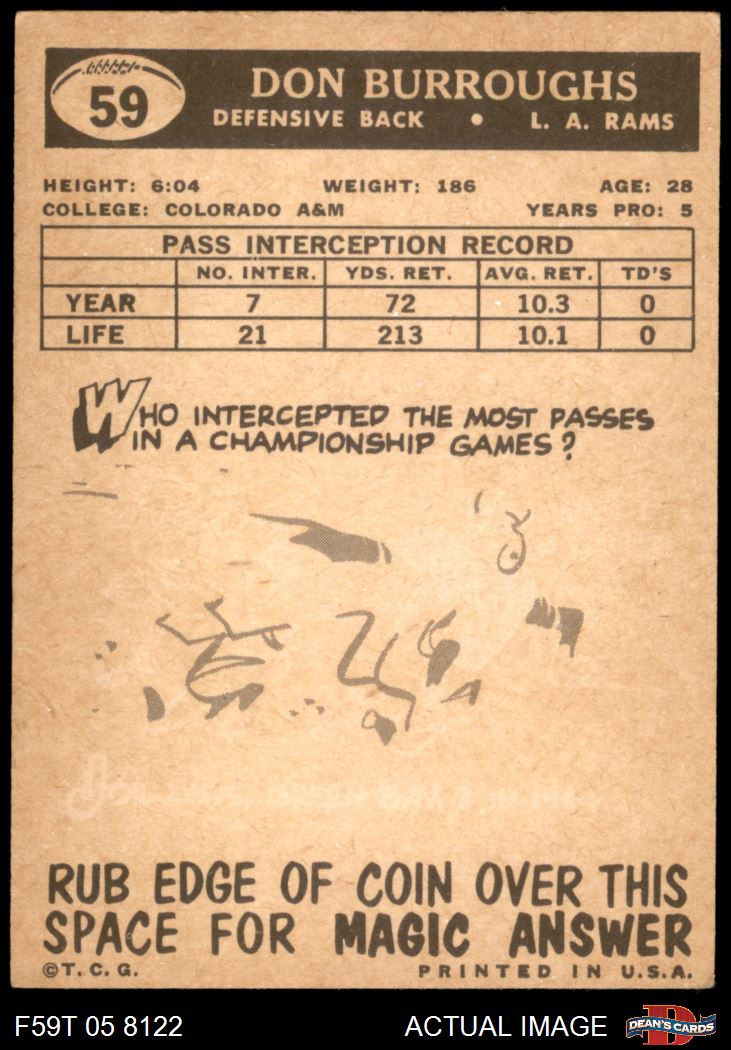 59
DON BURROUGHS
DEFENSIVE BACK • L. A. RAMS
HEIGHT: 6:04 WEIGHT: 186 AGE: 28
COLLEGE: COLORADO A&M YEARS PRO: 5
PASS INTERCEPTION RECORD
NO. INTER. YDS. RET. AVG. RET. TD'S
YEAR 7 72 10.3 0
LIFE 21 213 10.1 0
WHO INTERCEPTED THE MOST PASSES
IN A CHAMPIONSHIP GAMES?
RUB EDGE OF COIN OVER THIS
SPACE FOR MAGIC ANSWER
©T. C. G. PRINTED IN U.S.A.
F59T 05 8122 ACTUAL IMAGE DEAN'S CARDS